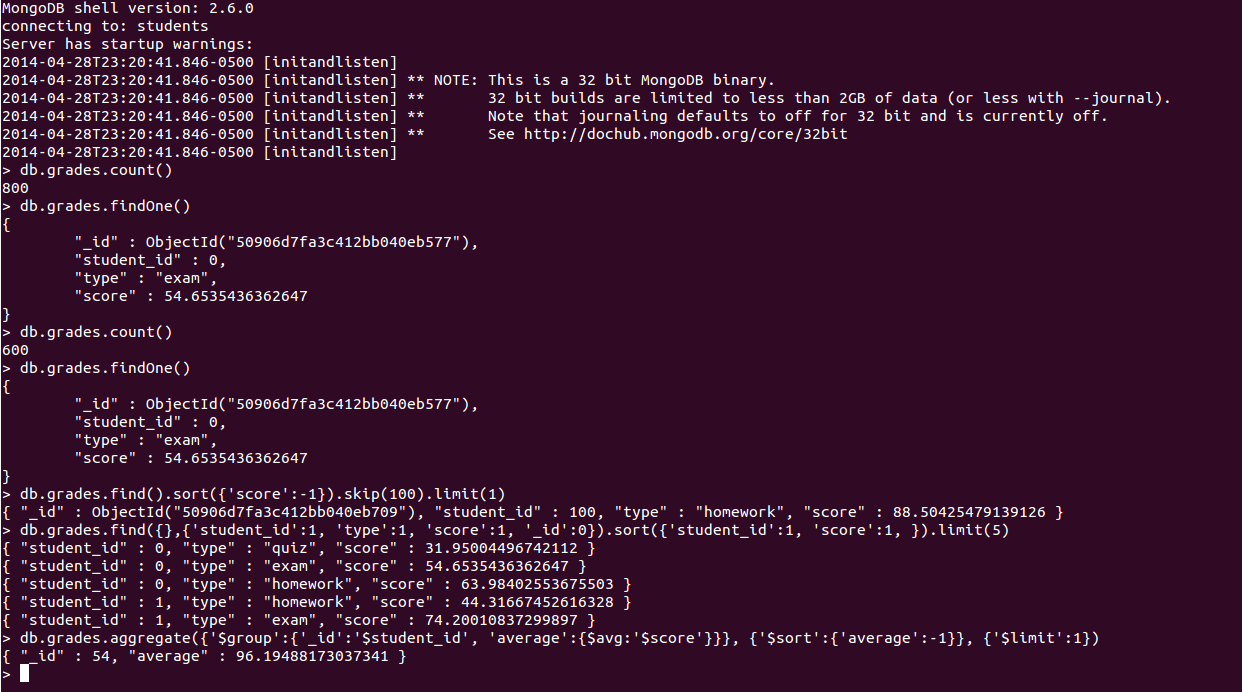 MongoDB shell version: 2.6.0
connecting to: students
Server has startup warnings:
2014-04-28T23:20:41.846-0500 [initandlisten]
2014-04-28T23:20:41.846-0500 [initandlisten] ** NOTE: This is a 32 bit MongoDB binary.
2014-04-28T23:20:41.846-0500 [initandlisten] **       32 bit builds are limited to less than 2GB of data (or less with --journal).
2014-04-28T23:20:41.846-0500 [initandlisten] **       Note that journaling defaults to off for 32 bit and is currently off.
2014-04-28T23:20:41.846-0500 [initandlisten] **       See http://dochub.mongodb.org/core/32bit
2014-04-28T23:20:41.846-0500 [initandlisten]
> db.grades.count()
800
> db.grades.findOne()
{
        "_id" : ObjectId("50906d7fa3c412bb040eb577"),
        "student_id" : 0,
        "type" : "exam",
        "score" : 54.6535436362647
}
> db.grades.count()
600
> db.grades.findOne()
{
        "_id" : ObjectId("50906d7fa3c412bb040eb577"),
        "student_id" : 0,
        "type" : "exam",
        "score" : 54.6535436362647
}
> db.grades.find().sort({'score':-1}).skip(100).limit(1)
{ "_id" : ObjectId("50906d7fa3c412bb040eb709"), "student_id" : 100, "type" : "homework", "score" : 88.50425479139126 }
> db.grades.find({},{'student_id':1, 'type':1, 'score':1, '_id':0}).sort({'student_id':1, 'score':1, }).limit(5)
{ "student_id" : 0, "type" : "quiz", "score" : 31.95004496742112 }
{ "student_id" : 0, "type" : "exam", "score" : 54.6535436362647 }
{ "student_id" : 0, "type" : "homework", "score" : 63.98402553675503 }
{ "student_id" : 1, "type" : "homework", "score" : 44.31667452616328 }
{ "student_id" : 1, "type" : "exam", "score" : 74.20010837299897 }
> db.grades.aggregate({'$group':{'_id':'$student_id', 'average':{$avg:'$score'}}}, {'$sort':{'average':-1}}, {'$limit':1})
{ "_id" : 54, "average" : 96.19488173037341 }
>